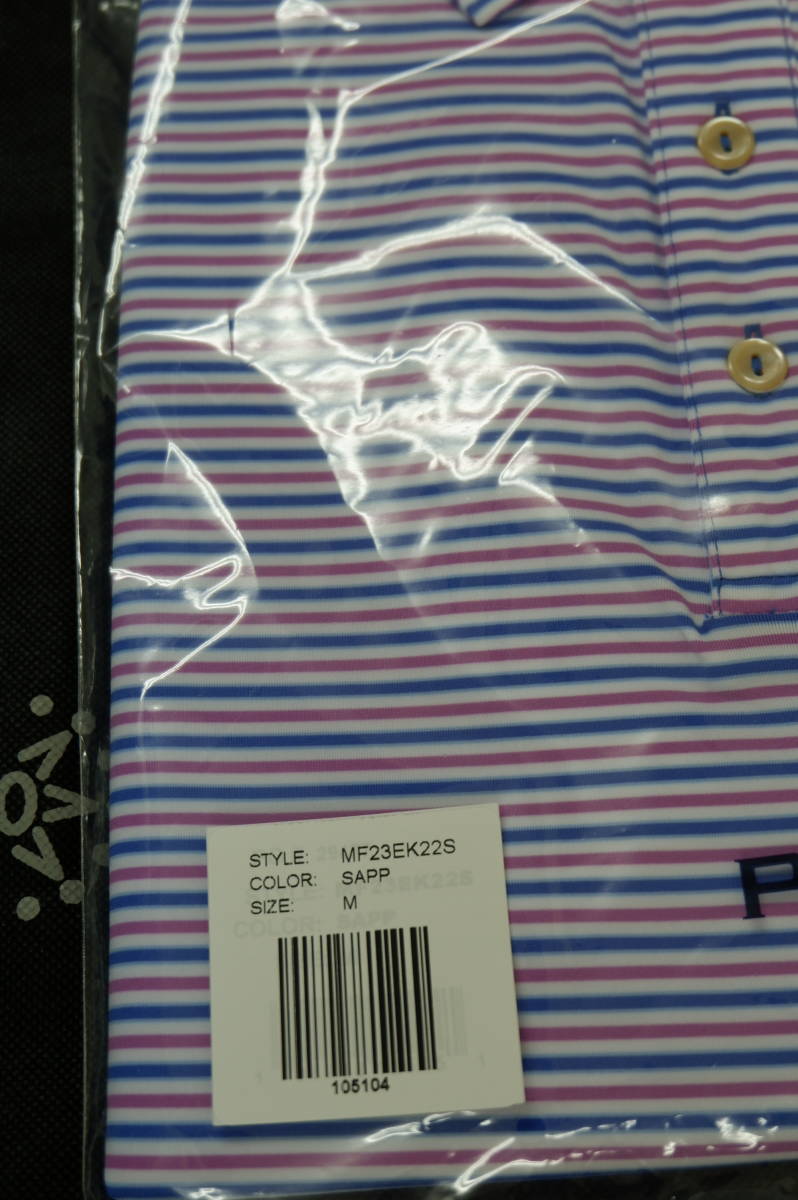 STYLE: MF23EK22S
COLOR: SAPP
SIZE: M
105104
P